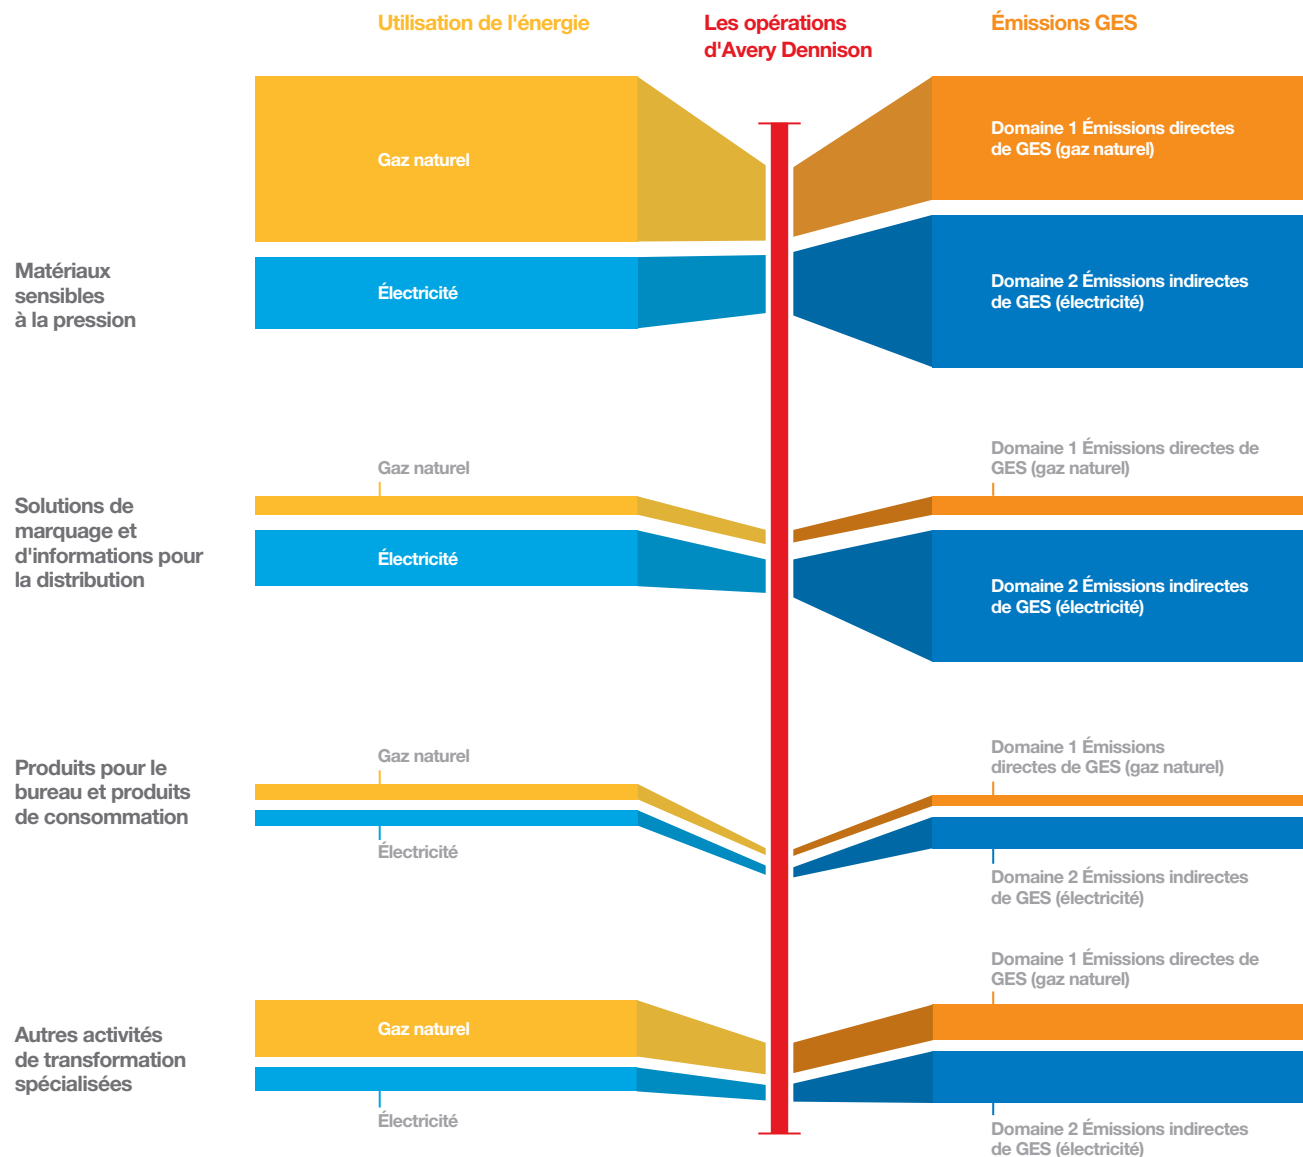 Utilisation de l'énergie
Les opérations
d'Avery Dennison
Émissions GES
Matériaux
sensibles
à la pression
Gaz naturel
Électricité
Domaine 1 Émissions directes
de GES (gaz naturel)
Domaine 2 Émissions indirectes
de GES (électricité)
Solutions de
marquage et
d'informations pour
la distribution
Gaz naturel
Électricité
Domaine 1 Émissions directes de
GES (gaz naturel)
Domaine 2 Émissions indirectes
de GES (électricité)
Produits pour le
bureau et produits
de consommation
Gaz naturel
Électricité
Domaine 1 Émissions
directes de GES (gaz naturel)
Domaine 2 Émissions indirectes
de GES (électricité)
Autres activités
de transformation
spécialisées
Gaz naturel
Électricité
Domaine 1 Émissions directes de
GES (gaz naturel)
Domaine 2 Émissions indirectes
de GES (électricité)